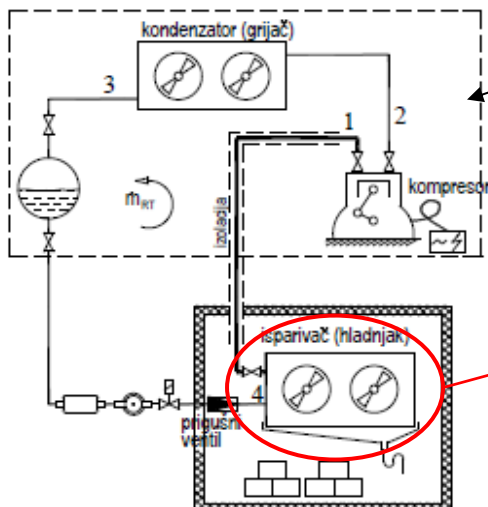 kondenzator (grijač)
3
1
2
kompresor
ṁRT
izolacija
isparivač (hladnjak)
4
prigušni
ventil